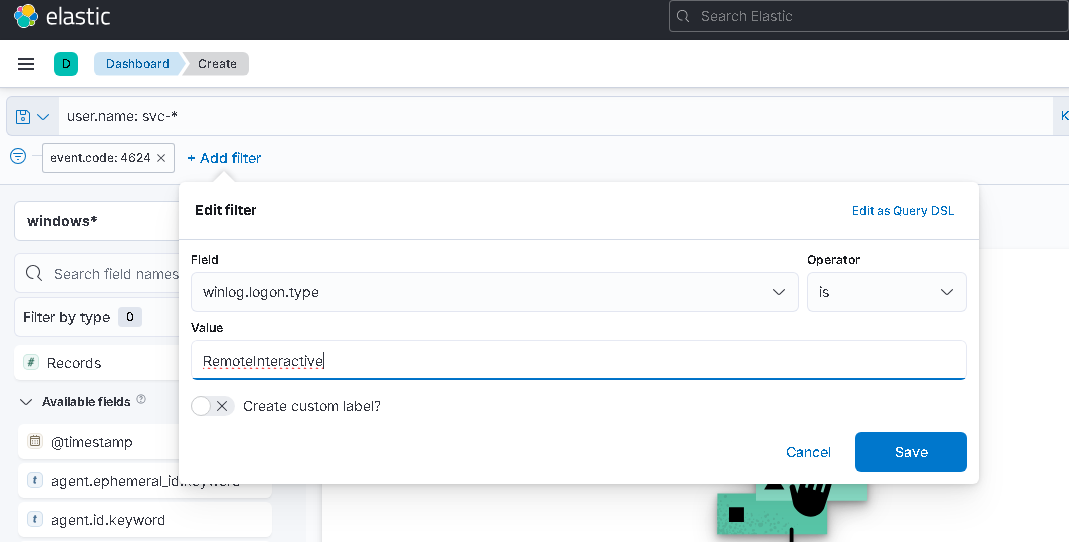 elastic
Search Elastic
D
Dashboard
Create
user.name: svc-*
K
event.code: 4624 ×
+ Add filter
Edit filter
Edit as Query DSL
windows*
Field
Operator
Search field names
winlog.logon.type
is
Filter by type 0
Value
# Records
RemoteInteractive
Available fields ?
Create custom label?
@timestamp
Cancel
Save
t agent.ephemeral_id.keyword
t agent.id.keyword